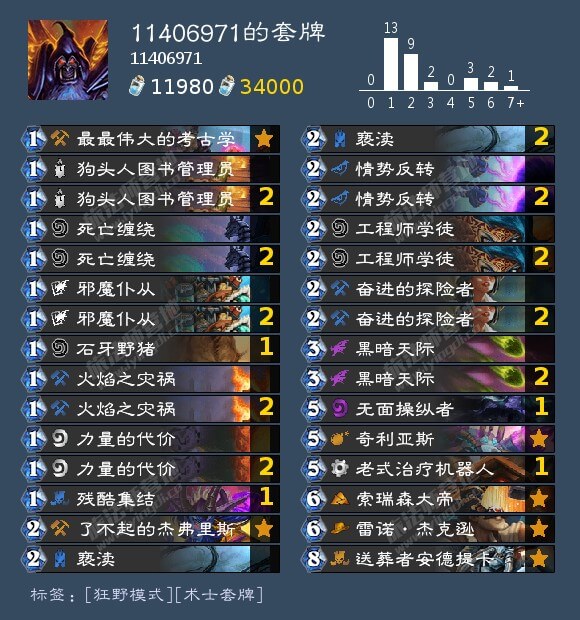 11406971的套牌
11406971
11980 34000
0 13 9 2 0 3 2 1
0 1 2 3 4 5 6 7+
1 最最伟大的考古学
1 狗头人图书管理员
1 狗头人图书管理员 2
1 死亡缠绕
1 死亡缠绕 2
1 邪魔仆从
1 邪魔仆从 2
1 石牙野猪 1
1 火焰之灾祸
1 火焰之灾祸 2
1 力量的代价
1 力量的代价 2
1 残酷集结 1
2 了不起的杰弗里斯
2 亵渎
2 亵渎 2
2 情势反转
2 情势反转 2
2 工程师学徒
2 工程师学徒 2
2 奋进的探险者
2 奋进的探险者 2
3 黑暗天际
3 黑暗天际 2
5 无面操纵者 1
5 奇利亚斯
5 老式治疗机器人 1
6 索瑞森大帝
6 雷诺·杰克逊
8 送葬者安德提卡
标签：[狂野模式][术士套牌]